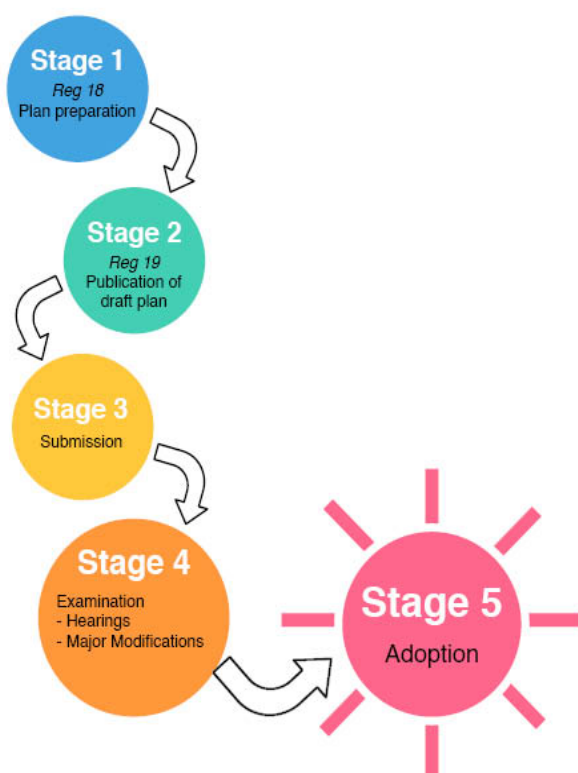 Stage 1
Reg 18
Plan preparation
Stage 2
Reg 19
Publication of
draft plan
Stage 3
Submission
Stage 4
Examination
- Hearings
- Major Modifications
Stage 5
Adoption